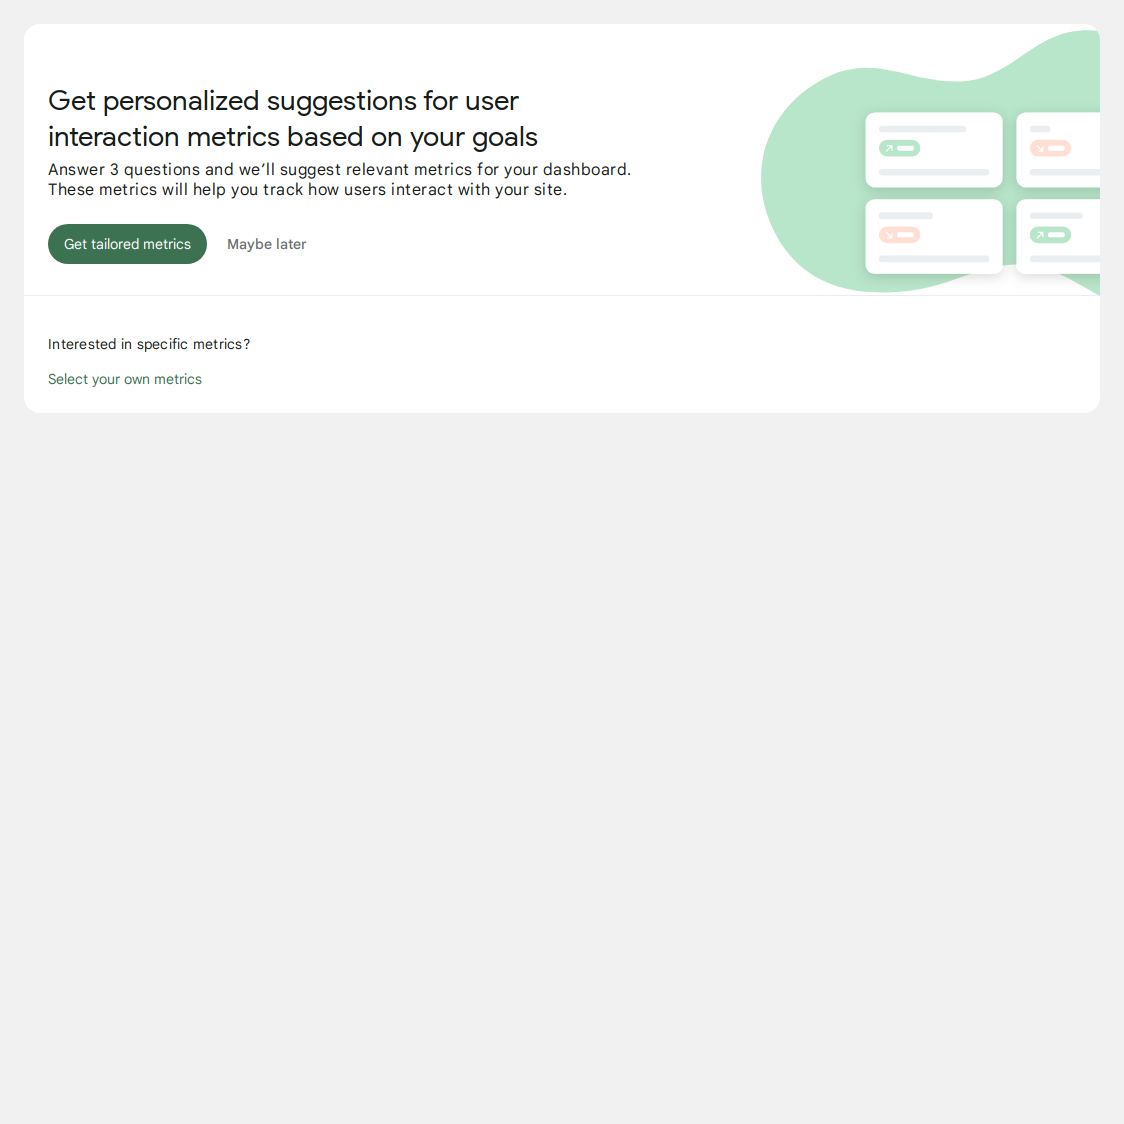 Get personalized suggestions for user
interaction metrics based on your goals
Answer 3 questions and we’ll suggest relevant metrics for your dashboard.
These metrics will help you track how users interact with your site.
Get tailored metrics
Maybe later
Interested in specific metrics?
Select your own metrics